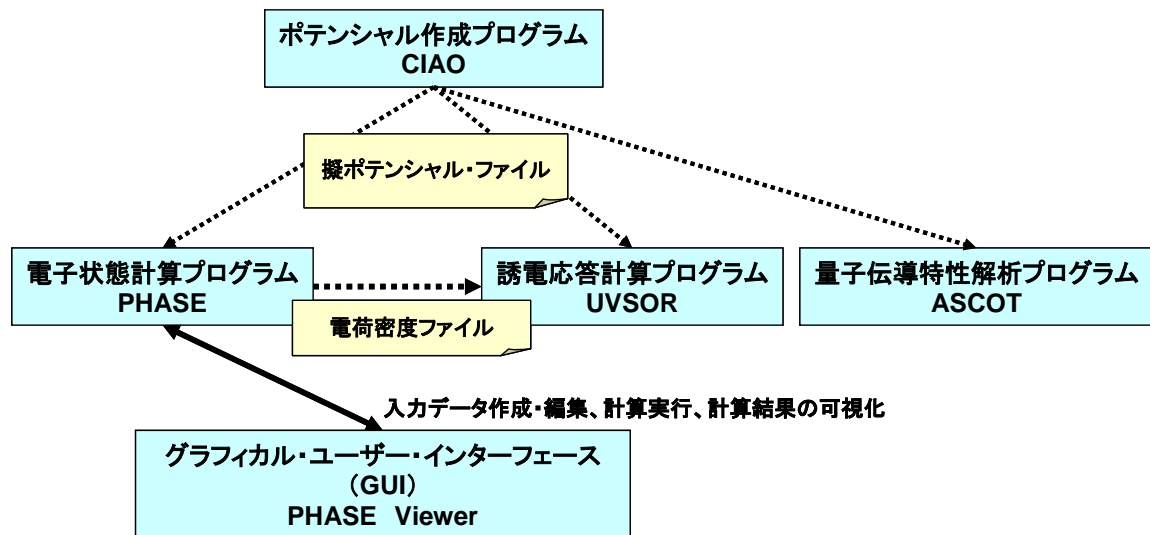 ポテンシャル作成プログラム
CIAO
擬ポテンシャル・ファイル
電子状態計算プログラム
PHASE
誘電応答計算プログラム
UVSOR
量子伝導特性解析プログラム
ASCOT
電荷密度ファイル
入力データ作成・編集、計算実行、計算結果の可視化
グラフィカル・ユーザー・インターフェース
（GUI）
PHASE Viewer